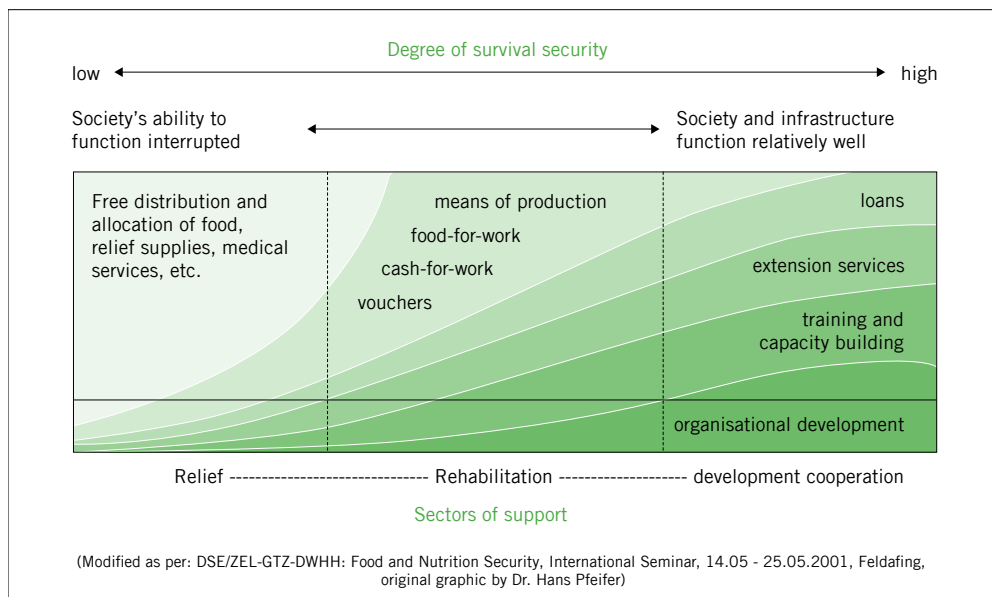 Degree of survival security
low
high
Society's ability to
function interrupted
Society and infrastructure
function relatively well
Free distribution and
allocation of food,
relief supplies, medical
services, etc.
means of production
food-for-work
cash-for-work
vouchers
loans
extension services
training and
capacity building
organisational development
Relief ---------------------- Rehabilitation -------------- development cooperation
Sectors of support
(Modified as per: DSE/ZEL-GTZ-DWHH: Food and Nutrition Security, International Seminar, 14.05 - 25.05.2001, Feldafing,
original graphic by Dr. Hans Pfeifer)